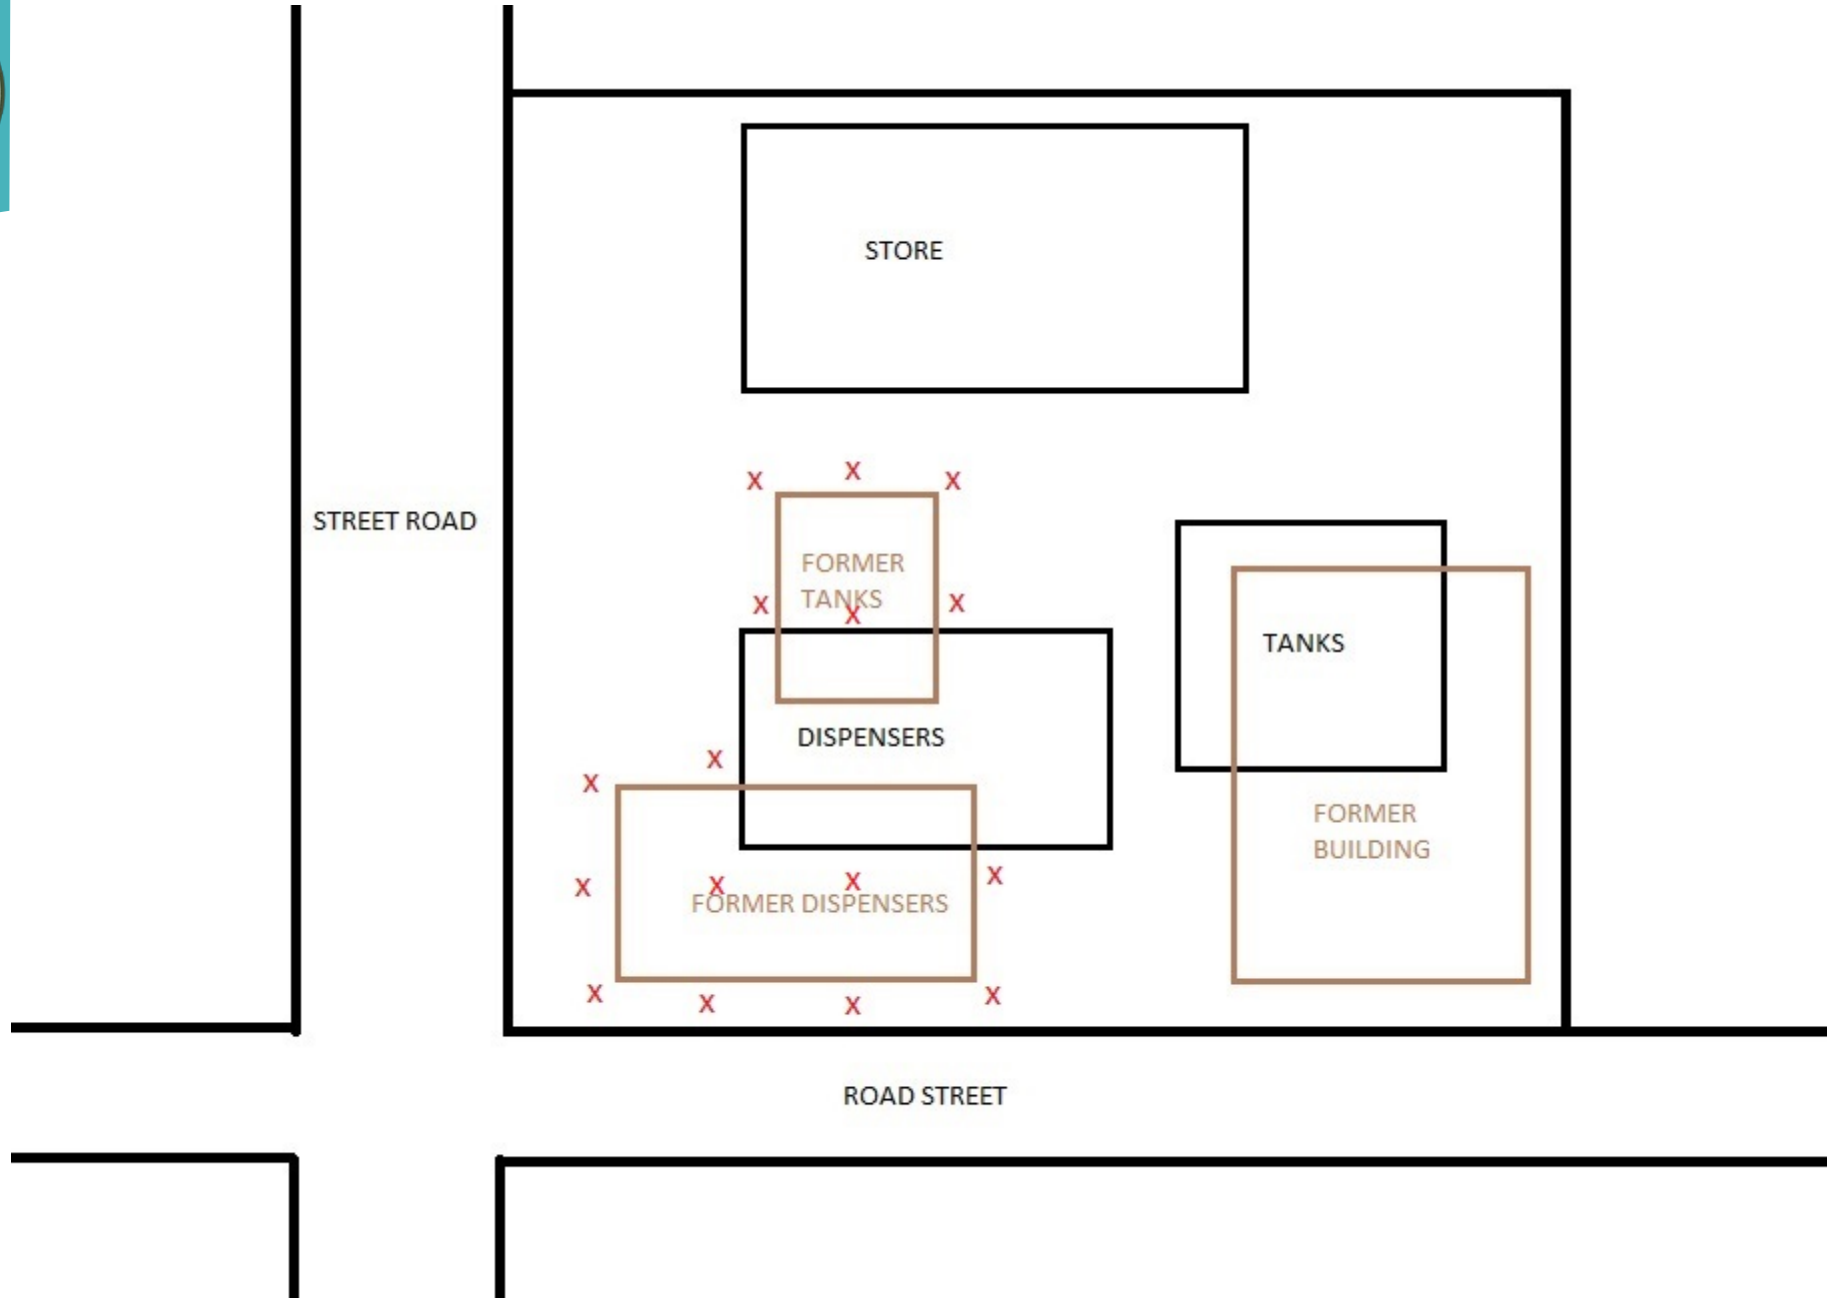 STORE
X X X
STREET ROAD
FORMER
TANKS
X X X
TANKS
DISPENSERS
X X
FORMER
BUILDING
X X X X
FORMER DISPENSERS
X X X X
ROAD STREET